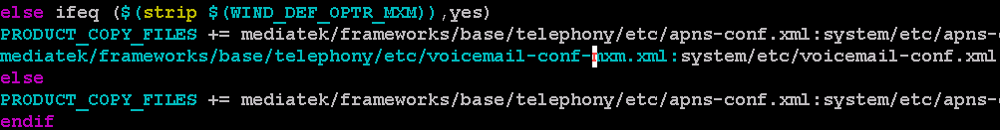 else ifeq ($(strip $(WIND_DEF_OPTR_MXM)),yes)
PRODUCT_COPY_FILES += mediatek/frameworks/base/telephony/etc/apns-conf.xml:system/etc/apns-
mediatek/frameworks/base/telephony/etc/voicemail-conf-mxm.xml:system/etc/voicemail-conf.xml
else
PRODUCT_COPY_FILES += mediatek/frameworks/base/telephony/etc/apns-conf.xml:system/etc/apns-
endif